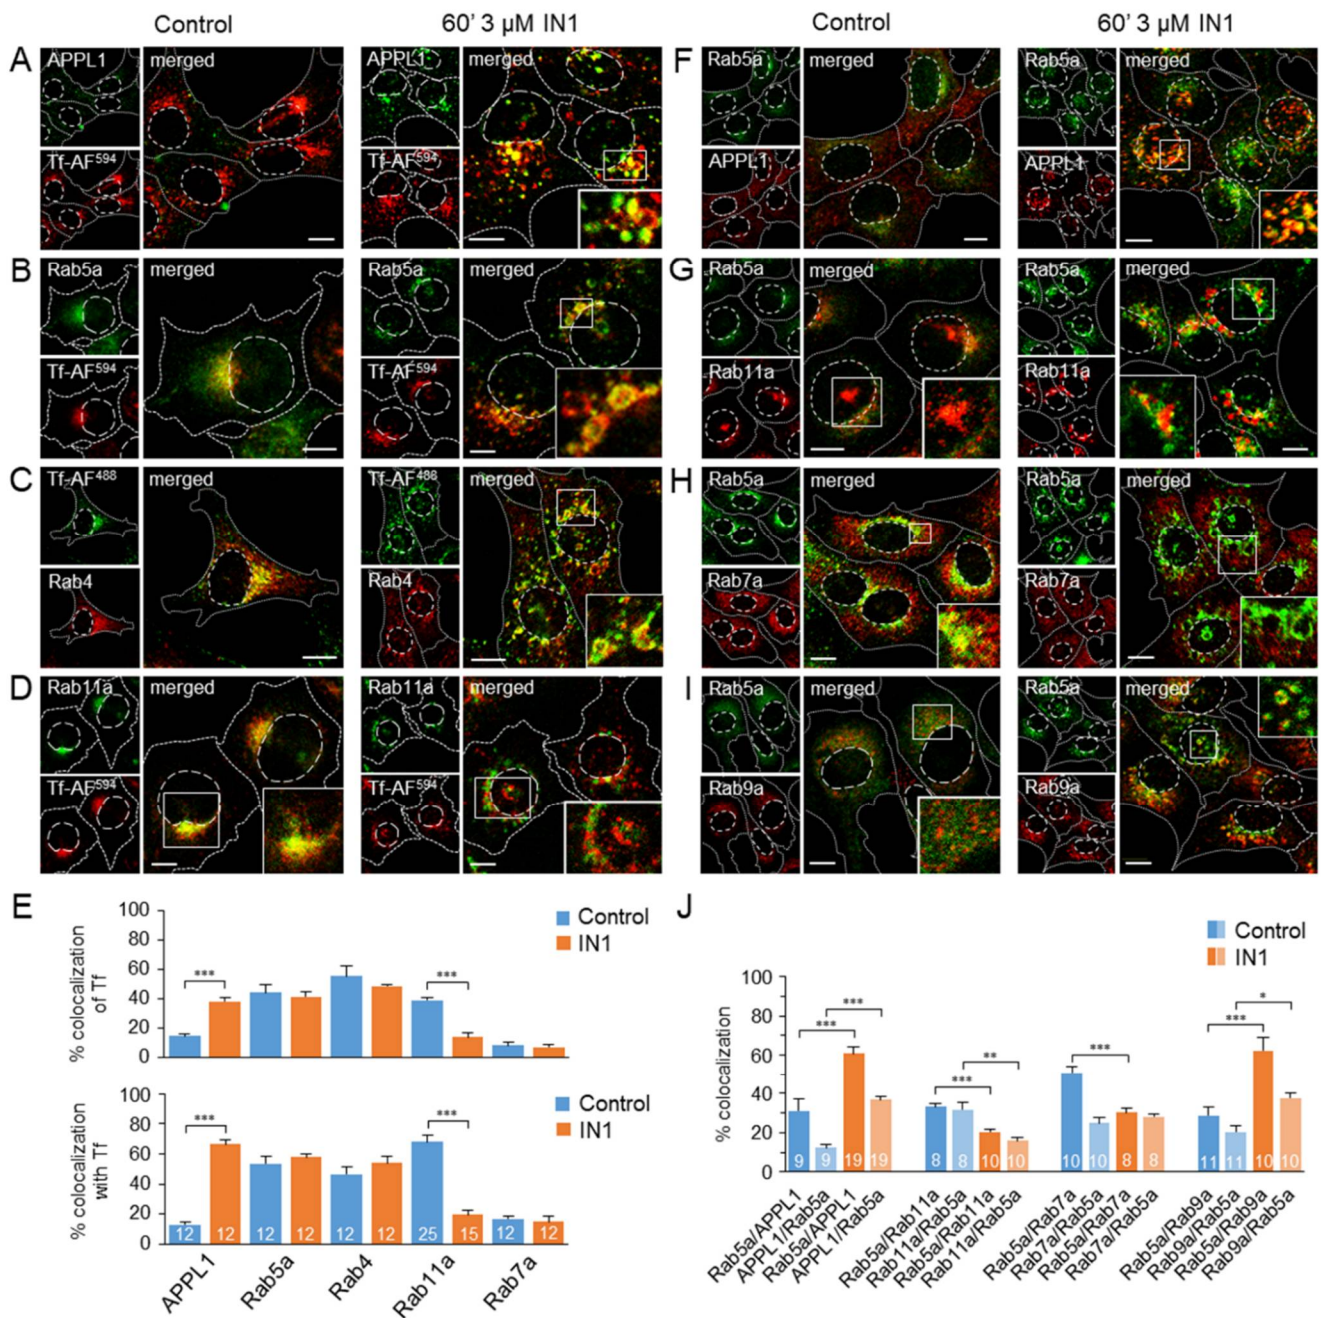 Control
60’ 3 µM IN1
Control
60’ 3 µM IN1
A
APPL1
merged
Tf-AF594
APPL1
merged
Tf-AF594
F
Rab5a
merged
APPL1
Rab5a
merged
APPL1
B
Rab5a
merged
Tf-AF594
Rab5a
merged
Tf-AF594
G
Rab5a
merged
Rab11a
Rab5a
merged
Rab11a
C
Tf-AF488
merged
Rab4
Tf-AF488
merged
Rab4
H
Rab5a
merged
Rab7a
Rab5a
merged
Rab7a
D
Rab11a
merged
Tf-AF594
Rab11a
merged
Tf-AF594
I
Rab5a
merged
Rab9a
Rab5a
merged
Rab9a
E
% colocalization
of Tf
100
80
60
40
20
0
Control
IN1
***
***
% colocalization
with Tf
100
80
60
40
20
0
Control
IN1
***
***
12
12
12
12
12
12
25
15
12
12
APPL1
Rab5a
Rab4
Rab11a
Rab7a
J
Control
IN1
% colocalization
100
80
60
40
20
0
***
***
**
***
***
*
***
9
9
19
19
8
8
10
10
10
10
8
8
11
11
10
10
Rab5a/APPL1
APPL1/Rab5a
Rab5a/APPL1
APPL1/Rab5a
Rab5a/Rab11a
Rab11a/Rab5a
Rab5a/Rab11a
Rab11a/Rab5a
Rab5a/Rab7a
Rab7a/Rab5a
Rab5a/Rab7a
Rab7a/Rab5a
Rab5a/Rab9a
Rab9a/Rab5a
Rab5a/Rab9a
Rab9a/Rab5a